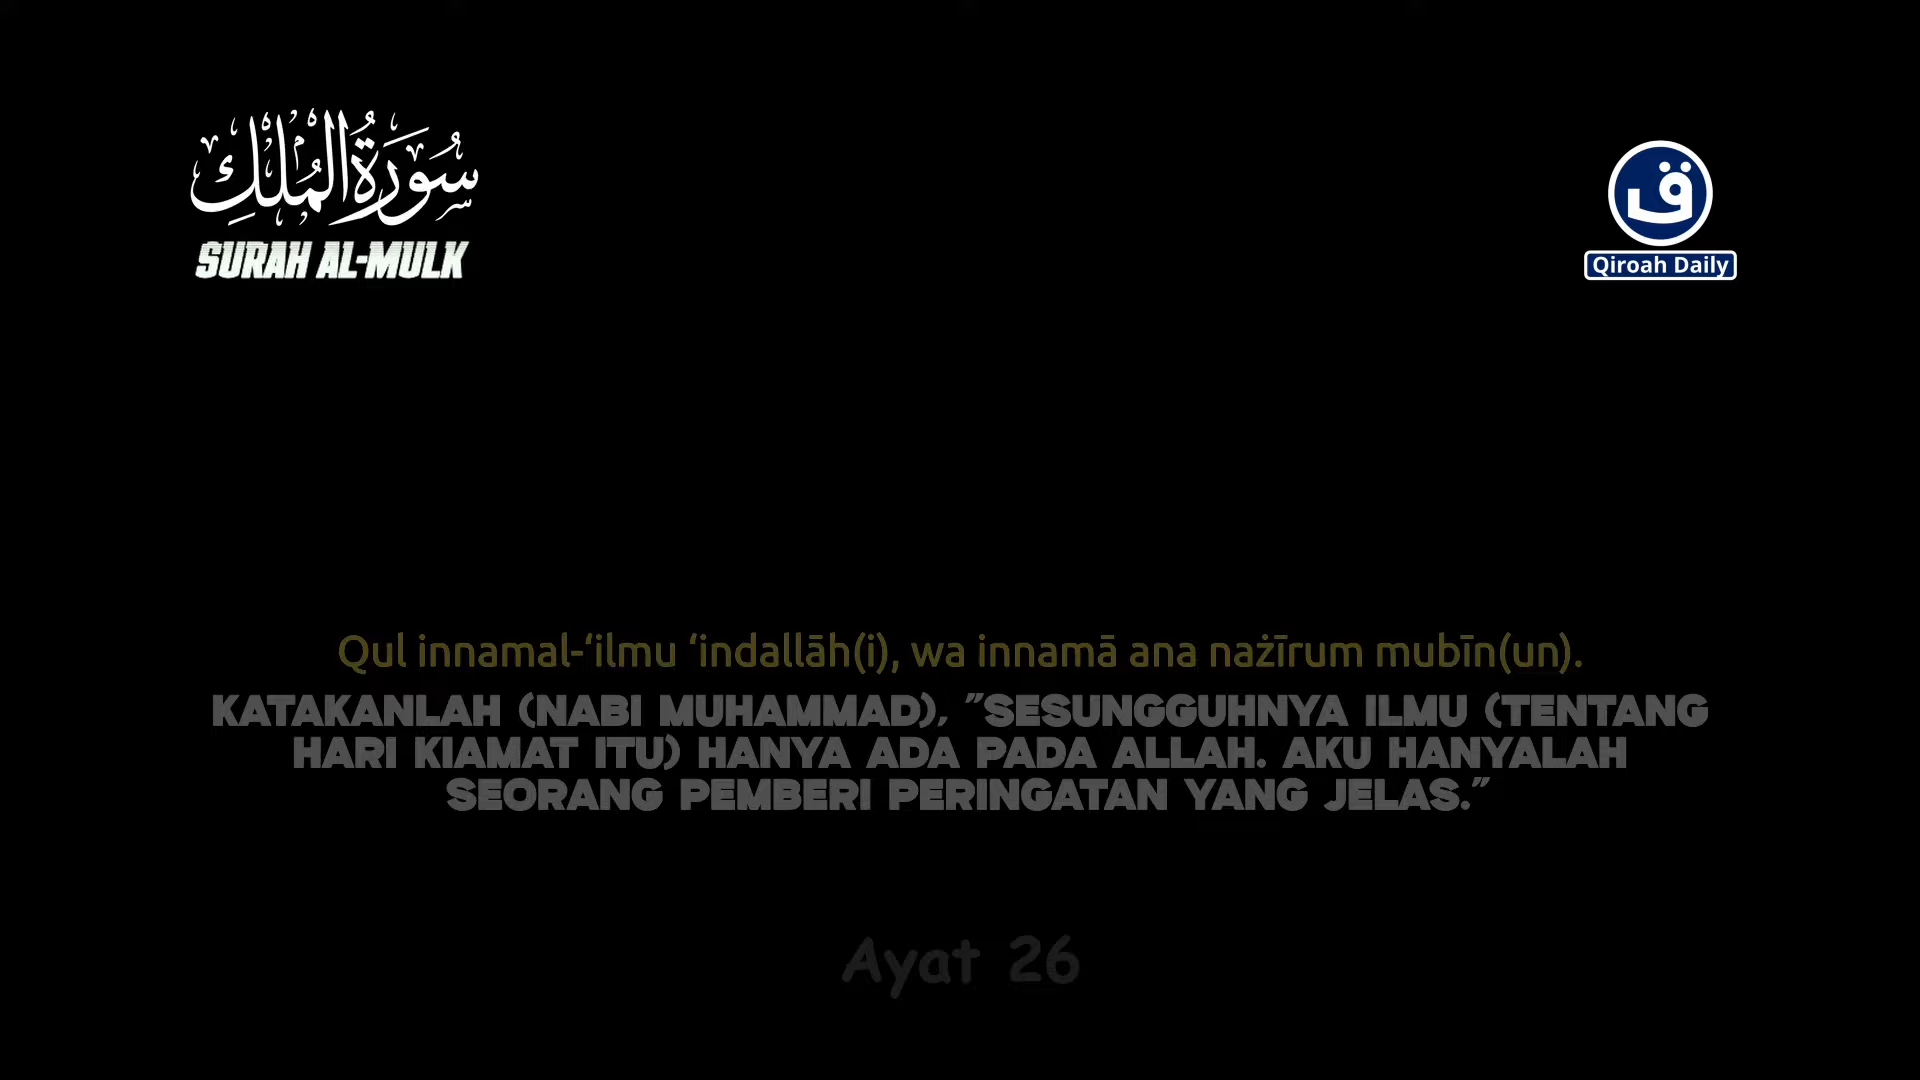 سُورَةُ الْمُلْكِ
SURAH AL-MULK
ق
Qiroah Daily
Qul innamal-‘ilmu ‘indallāh(i), wa innamā ana nażīrum mubīn(un).
KATAKANLAH (NABI MUHAMMAD), "SESUNGGUHNYA ILMU (TENTANG
HARI KIAMAT ITU) HANYA ADA PADA ALLAH. AKU HANYALAH
SEORANG PEMBERI PERINGATAN YANG JELAS."
Ayat 26